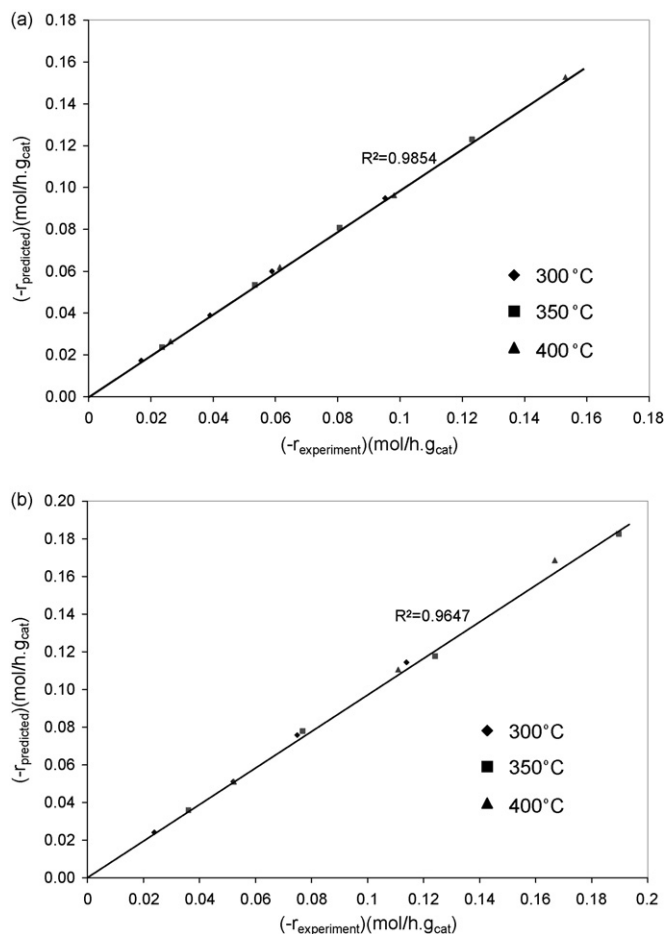 (a)
0.18
0.16
0.14
0.12
0.10
0.08
0.06
0.04
0.02
0.00
(-r_predicted)(mol/h.g_cat)
R²=0.9854
300°C
350°C
400°C
0 0.02 0.04 0.06 0.08 0.1 0.12 0.14 0.16 0.18
(-r_experiment)(mol/h.g_cat)
(b)
0.20
0.18
0.16
0.14
0.12
0.10
0.08
0.06
0.04
0.02
0.00
(-r_predicted)(mol/h.g_cat)
R²=0.9647
300°C
350°C
400°C
0 0.02 0.04 0.06 0.08 0.1 0.12 0.14 0.16 0.18 0.2
(-r_experiment)(mol/h.g_cat)